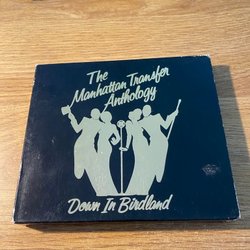 The
Manhattan Transfer
Anthology
Down In Birdland